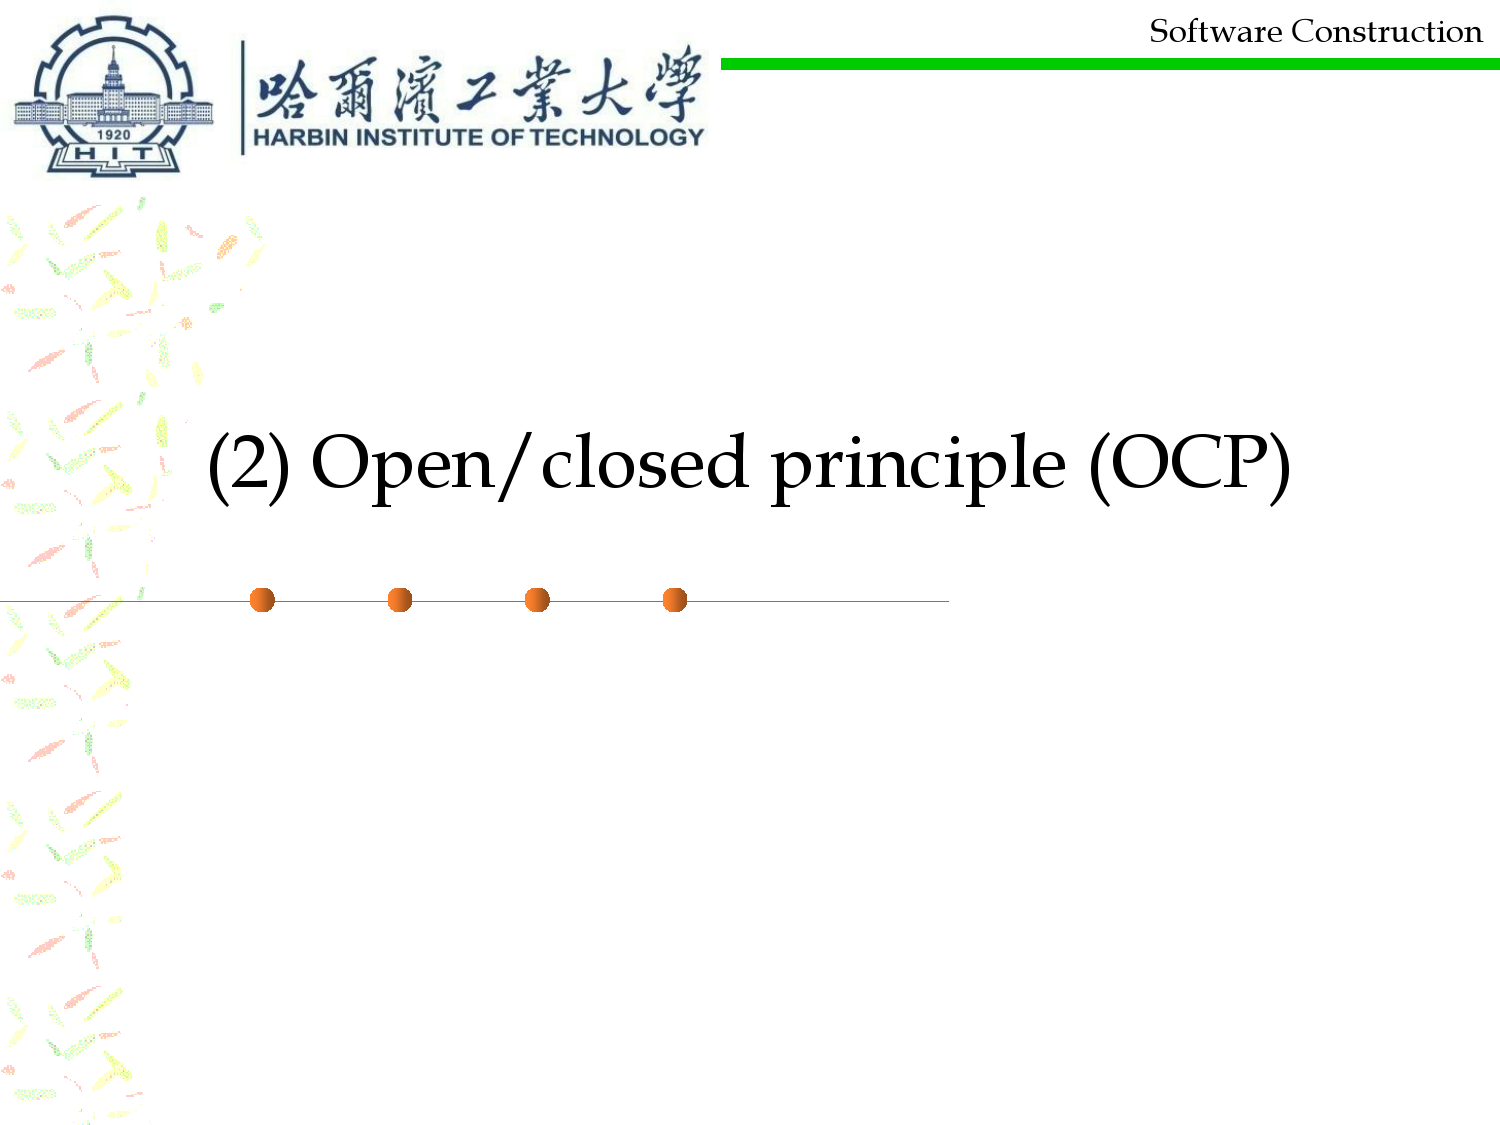 Software Construction
哈爾濱工業大學
HARBIN INSTITUTE OF TECHNOLOGY
1920
HIT
(2) Open/closed principle (OCP)